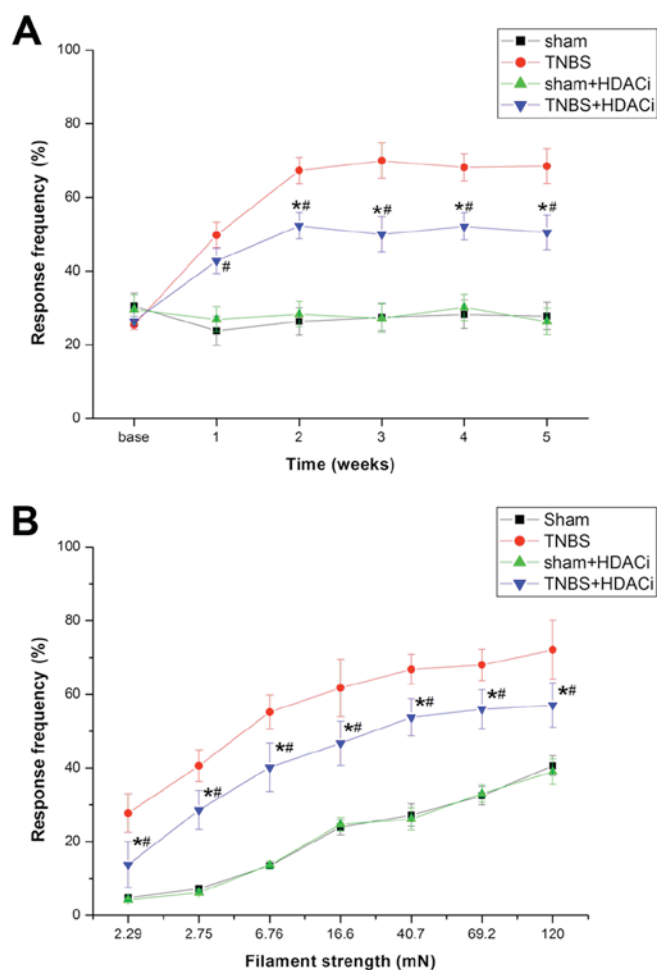 A
sham
TNBS
sham+HDACi
TNBS+HDACi
Response frequency (%)
100
80
60
40
20
0
#
*#
*#
*#
*#
base 1 2 3 4 5
Time (weeks)
B
Sham
TNBS
sham+HDACi
TNBS+HDACi
Response frequency (%)
100
80
60
40
20
0
*#
*#
*#
*#
*#
*#
*#
2.29 2.75 6.76 16.6 40.7 69.2 120
Filament strength (mN)